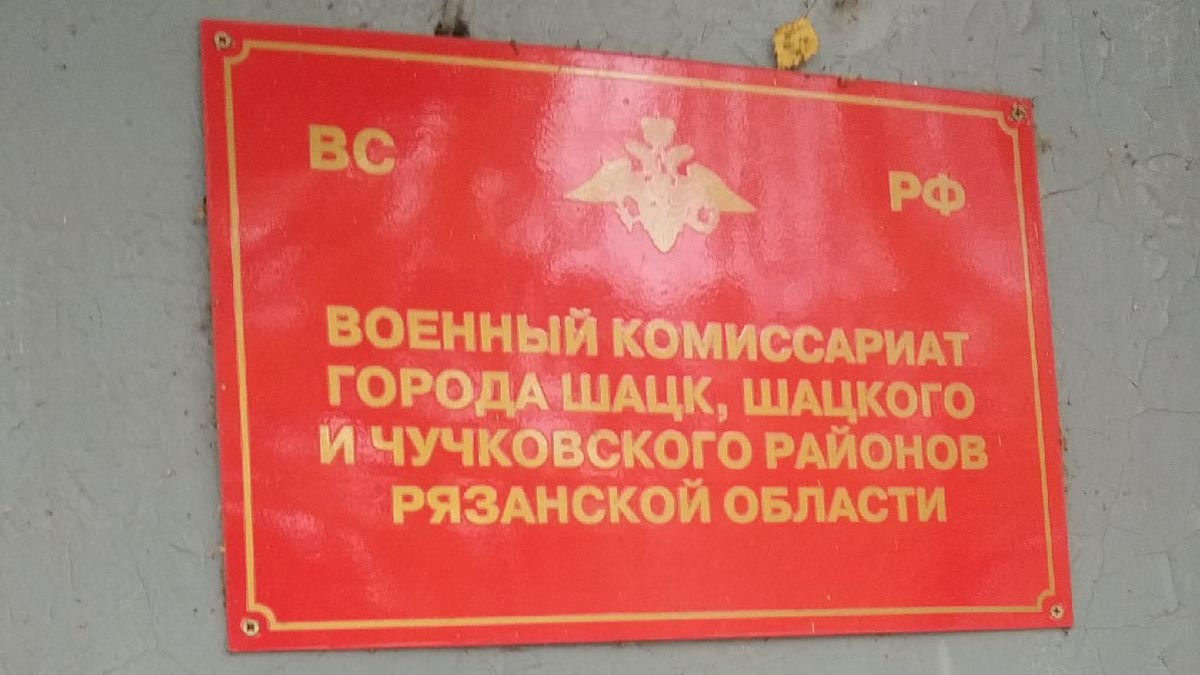 ВС РФ
ВОЕННЫЙ КОМИССАРИАТ
ГОРОДА ШАЦК, ШАЦКОГО
И ЧУЧКОВСКОГО РАЙОНОВ
РЯЗАНСКОЙ ОБЛАСТИ